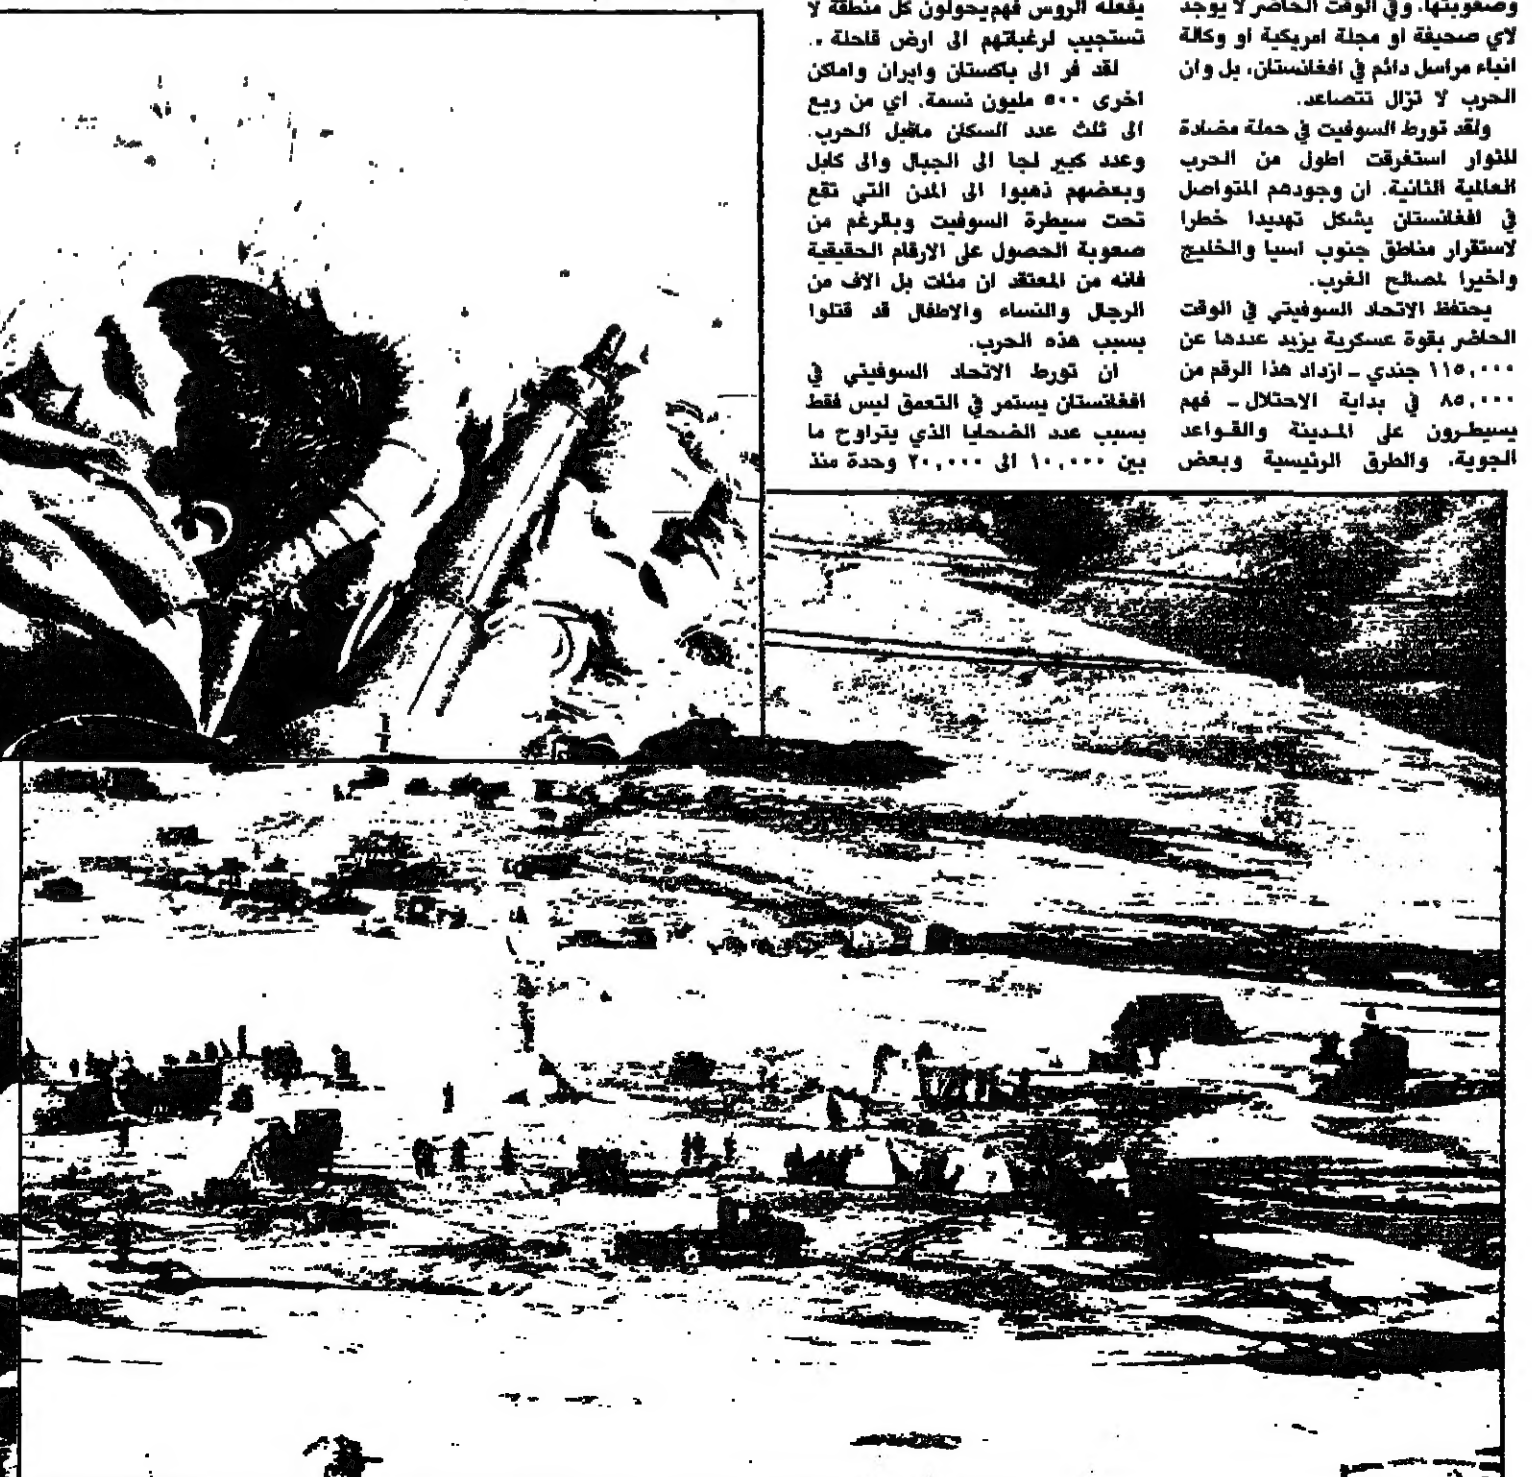 وصعوبتها. وفي الوقت الحاضر لا يوجد
لاي صحيفة او مجلة امريكية او وكالة
انباء مراسل دائم في افغانستان، بل وان
الحرب لا تزال تتصاعد.
ولقد تورط السوفيت في حملة مضادة
للثوار استغرقت اطول من الحرب
العالمية الثانية. ان وجودهم المتواصل
في افغانستان يشكل تهديدا خطرا
لاستقرار مناطق جنوب اسيا والخليج
واخيرا لمصالح الغرب.
يحتفظ الاتحاد السوفيتي في الوقت
الحاضر بقوة عسكرية يزيد عددها عن
١١٥,٠٠٠ جندي ــ ازداد هذا الرقم من
٨٥,٠٠٠ في بداية الاحتلال ــ فهم
يسيطرون على المدينة والقواعد
الجوية، والطرق الرئيسية وبعض
يفعله الروس فهم يحولون كل منطقة لا
تستجيب لرغباتهم الى ارض قاحلة ».
لقد فر الى باكستان وايران واماكن
اخرى ٥٠٠ مليون نسمة، اي من ربع
الى ثلث عدد السكان ماقبل الحرب.
وعدد كبير لجا الى الجبال والى كابل
وبعضهم ذهبوا الى المدن التي تقع
تحت سيطرة السوفيت وبالرغم من
صعوبة الحصول على الارقام الحقيقية
فانه من المعتقد ان مئات بل الاف من
الرجال والنساء والاطفال قد قتلوا
بسبب هذه الحرب.
ان تورط الاتحاد السوفيتي في
افغانستان يستمر في التعمق ليس فقط
بسبب عدد الضحايا الذي يتراوح ما
بين ١٠,٠٠٠ الى ٢٠,٠٠٠ وحدة منذ